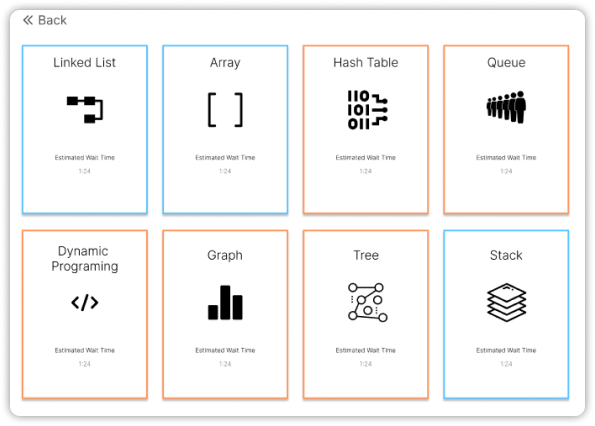 Back
Linked List
Array
Hash Table
Queue
Estimated Wait Time
Estimated Wait Time
Estimated Wait Time
Estimated Wait Time
1:24
1:24
1:24
1:24
Dynamic
Programing
Graph
Tree
Stack
Estimated Wait Time
Estimated Wait Time
Estimated Wait Time
Estimated Wait Time
1:24
1:24
1:24
1:24